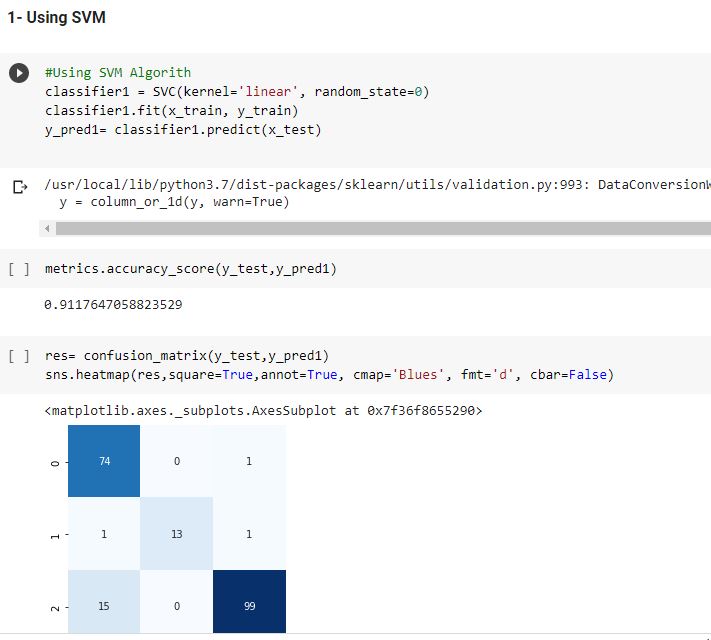 1- Using SVM
#Using SVM Algorith
classifier1 = SVC(kernel='linear', random_state=0)
classifier1.fit(x_train, y_train)
y_pred1= classifier1.predict(x_test)
/usr/local/lib/python3.7/dist-packages/sklearn/utils/validation.py:993: DataConversionW
y = column_or_1d(y, warn=True)
[ ] metrics.accuracy_score(y_test,y_pred1)
0.9117647058823529
[ ] res= confusion_matrix(y_test,y_pred1)
sns.heatmap(res,square=True,annot=True, cmap='Blues', fmt='d', cbar=False)
<matplotlib.axes._subplots.AxesSubplot at 0x7f36f8655290>
0 74 0 1
1 1 13 1
2 15 0 99